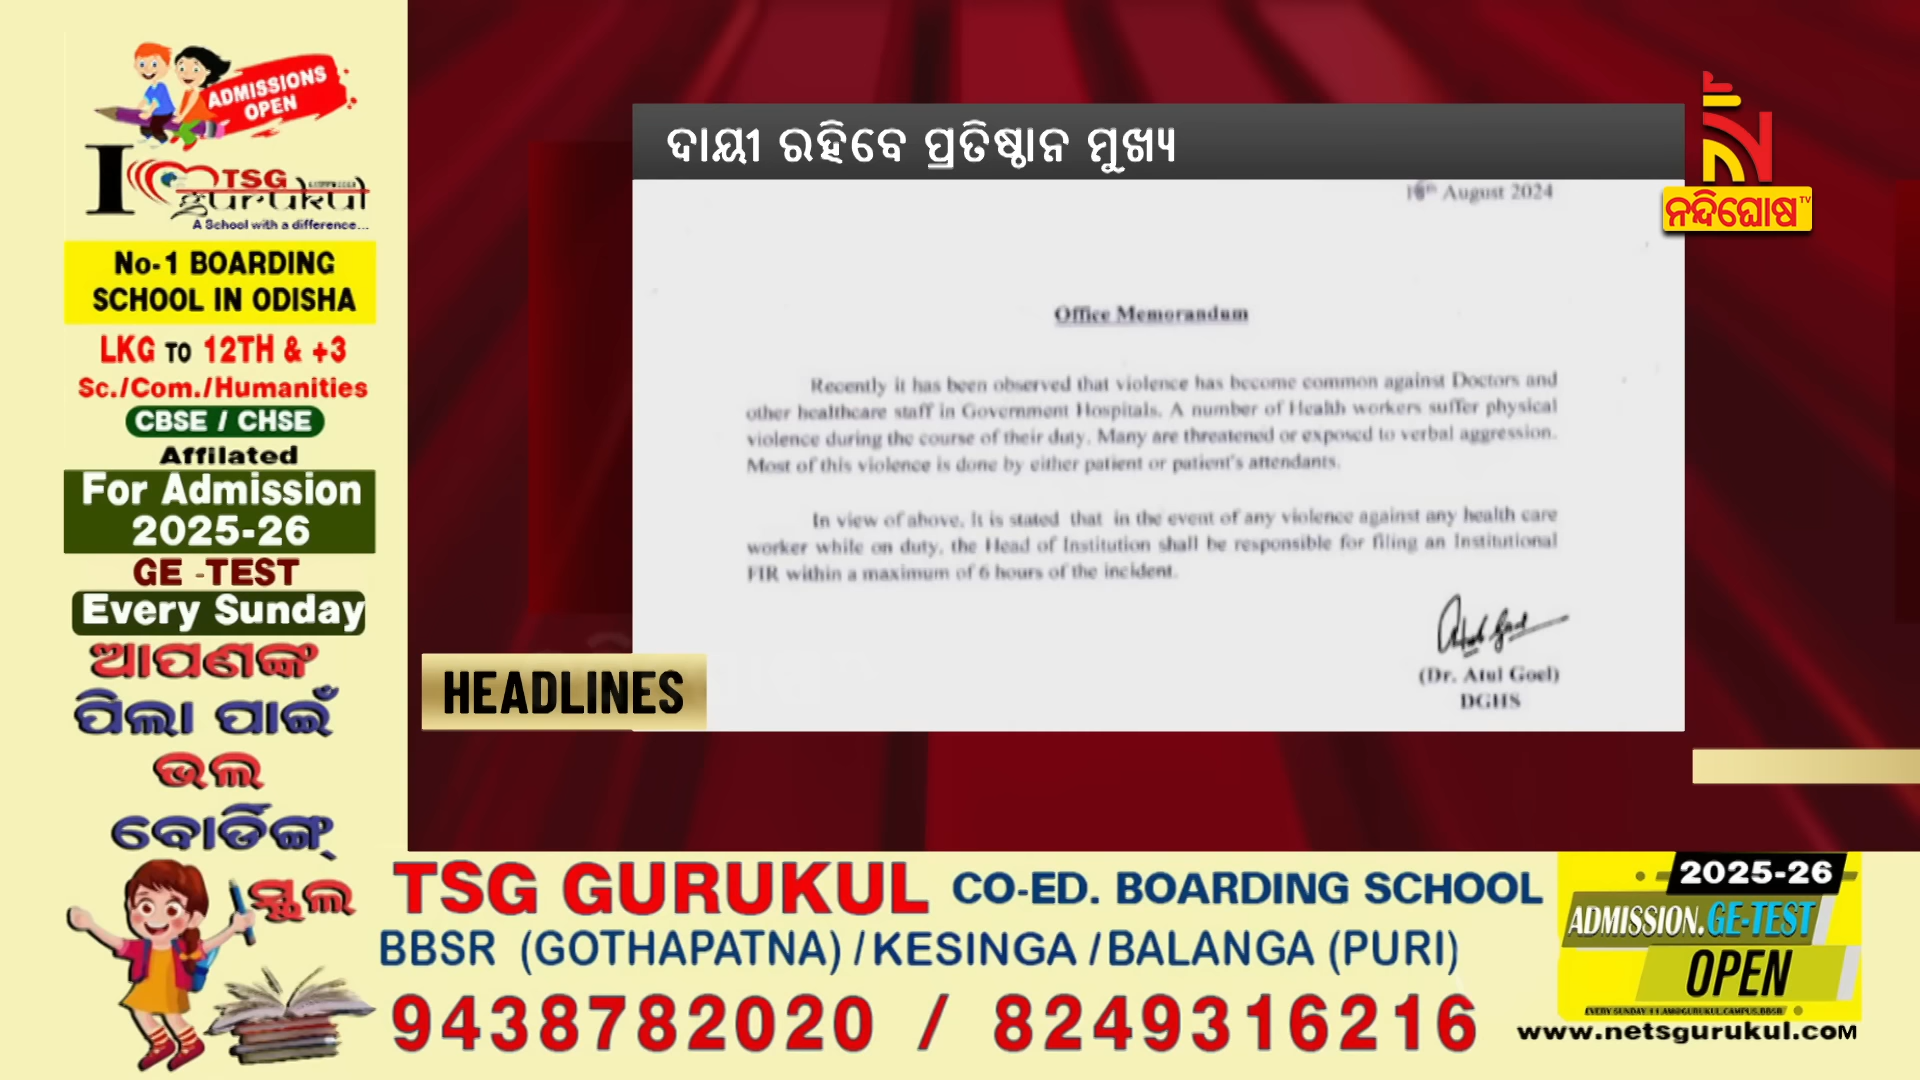 ADMISSIONS
OPEN
I
TSG
gurukul
A School with a difference...
No-1 BOARDING
SCHOOL IN ODISHA
LKG TO 12TH & +3
Sc./Com./Humanities
CBSE / CHSE
Affilated
For Admission
2025-26
GE -TEST
Every Sunday
ଆପଣଙ୍କ
ପିଲା ପାଇଁ
ଭଲ
ବୋର୍ଡିଙ୍ଗ୍
ସ୍କୁଲ
ଦାୟୀ ରହିବେ ପ୍ରତିଷ୍ଠାନ ମୁଖ୍ୟ
ନନ୍ଦିଘୋଷ TV
August 2024
Office Memorandum
Recently it has been observed that violence has become common against Doctors and
other healthcare staff in Government Hospitals. A number of Health workers suffer physical
violence during the course of their duty. Many are threatened or exposed to verbal aggression.
Most of this violence is done by either patient or patient's attendants.
In view of above, it is stated that in the event of any violence against any health care
worker while on duty, the Head of Institution shall be responsible for filing an Institutional
FIR within a maximum of 6 hours of the incident.
(Dr. Atul Goel)
DGHS
HEADLINES
TSG GURUKUL CO-ED. BOARDING SCHOOL
BBSR (GOTHAPATNA) / KESINGA / BALANGA (PURI)
9438782020 / 8249316216
2025-26
ADMISSION.GE-TEST
OPEN
EVERY SUNDAY 11 AM@GURUKUL CAMPUS,BBSR
www.netsgurukul.com